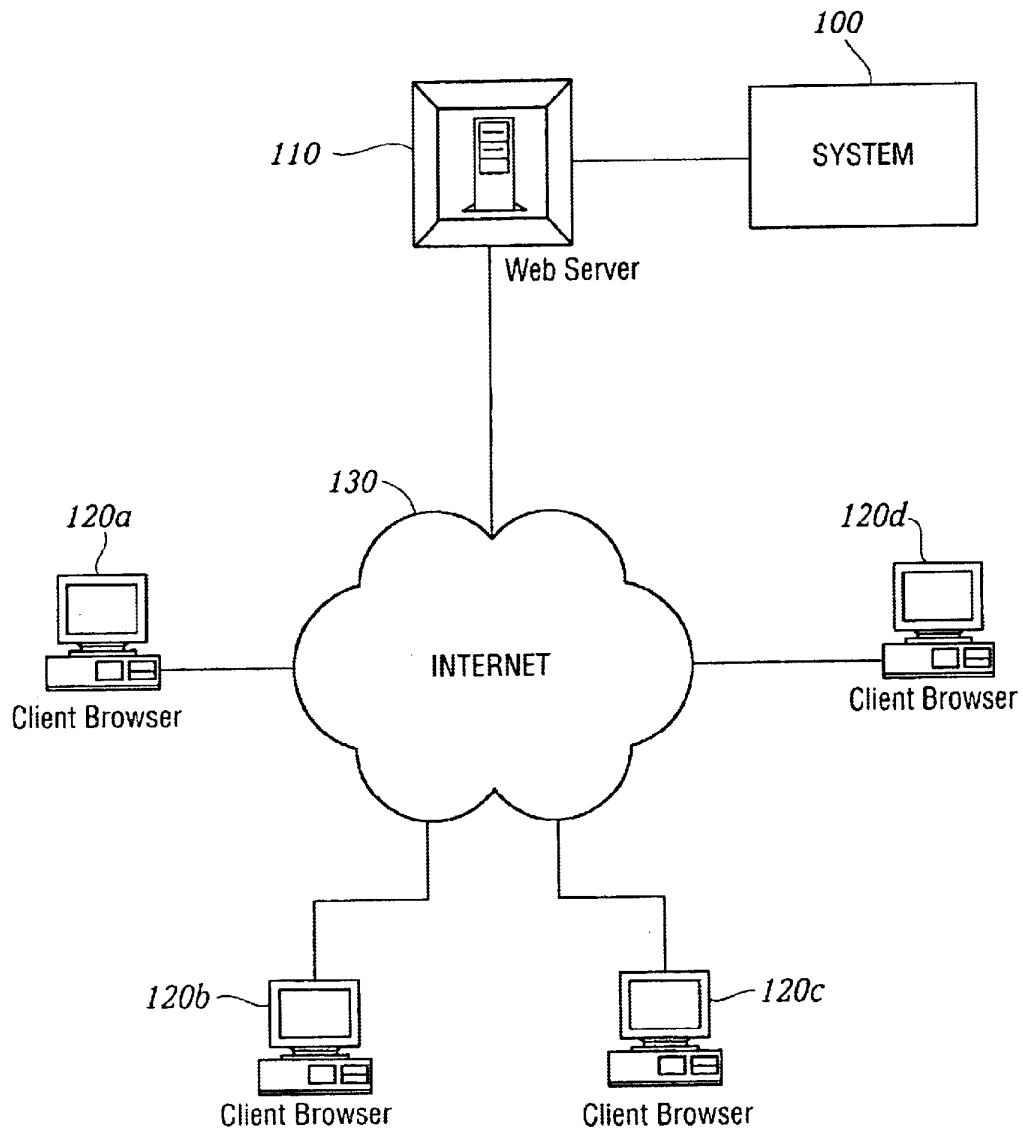 100
110
SYSTEM
Web Server
130
120a
120d
INTERNET
Client Browser
Client Browser
120b
120c
Client Browser
Client Browser